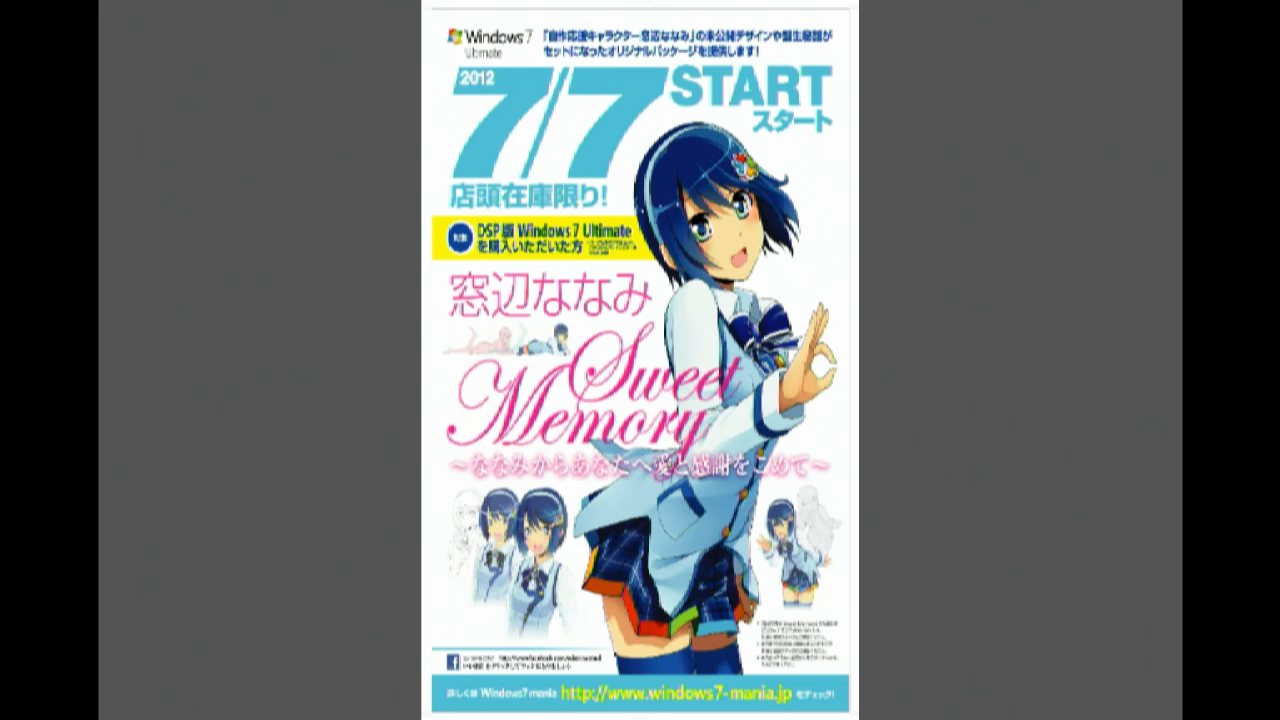 Windows 7
Ultimate
「自作応援キャラクター窓辺ななみ」の未公開デザインや誕生秘話が
セットになったオリジナルパッケージを提供します!
2012
7/7 START
スタート
店頭在庫限り!
DSP版 Windows 7 Ultimate
を購入いただいた方
窓辺ななみ
Sweet
Memory
~ななみからあなたへ愛と感謝をこめて~
詳しくは Windows7 mania http://www.windows7-mania.jp をチェック!